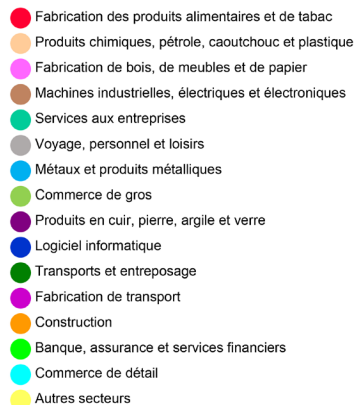 Fabrication des produits alimentaires et de tabac
Produits chimiques, pétrole, caoutchouc et plastique
Fabrication de bois, de meubles et de papier
Machines industrielles, électriques et électroniques
Services aux entreprises
Voyage, personnel et loisirs
Métaux et produits métalliques
Commerce de gros
Produits en cuir, pierre, argile et verre
Logiciel informatique
Transports et entreposage
Fabrication de transport
Construction
Banque, assurance et services financiers
Commerce de détail
Autres secteurs